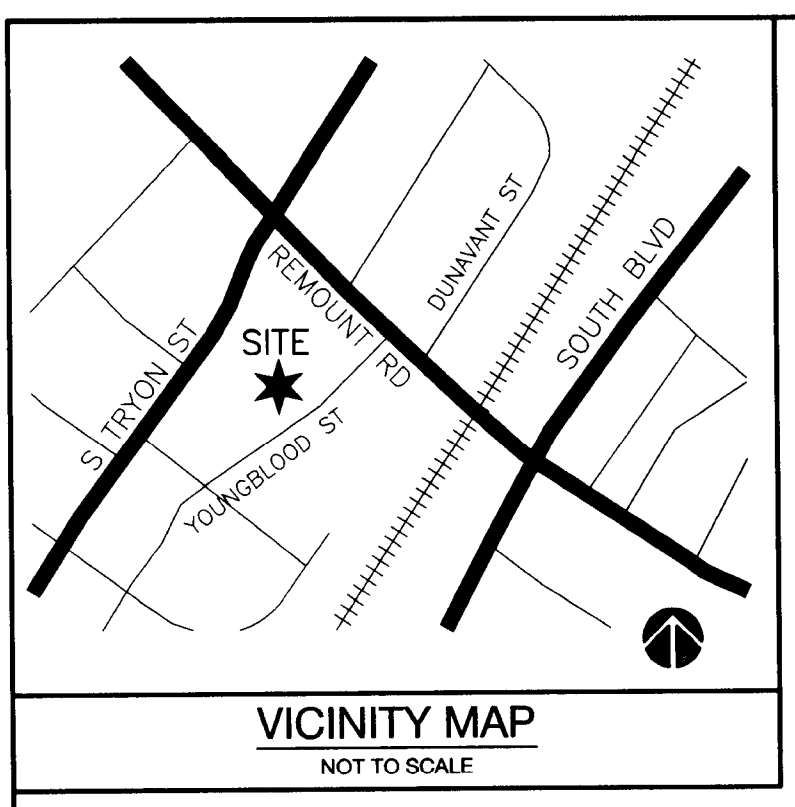 DUNAVANT ST
REMOUNT RD
SOUTH BLVD
SITE
S TRYON ST
YOUNGBLOOD ST
VICINITY MAP
NOT TO SCALE